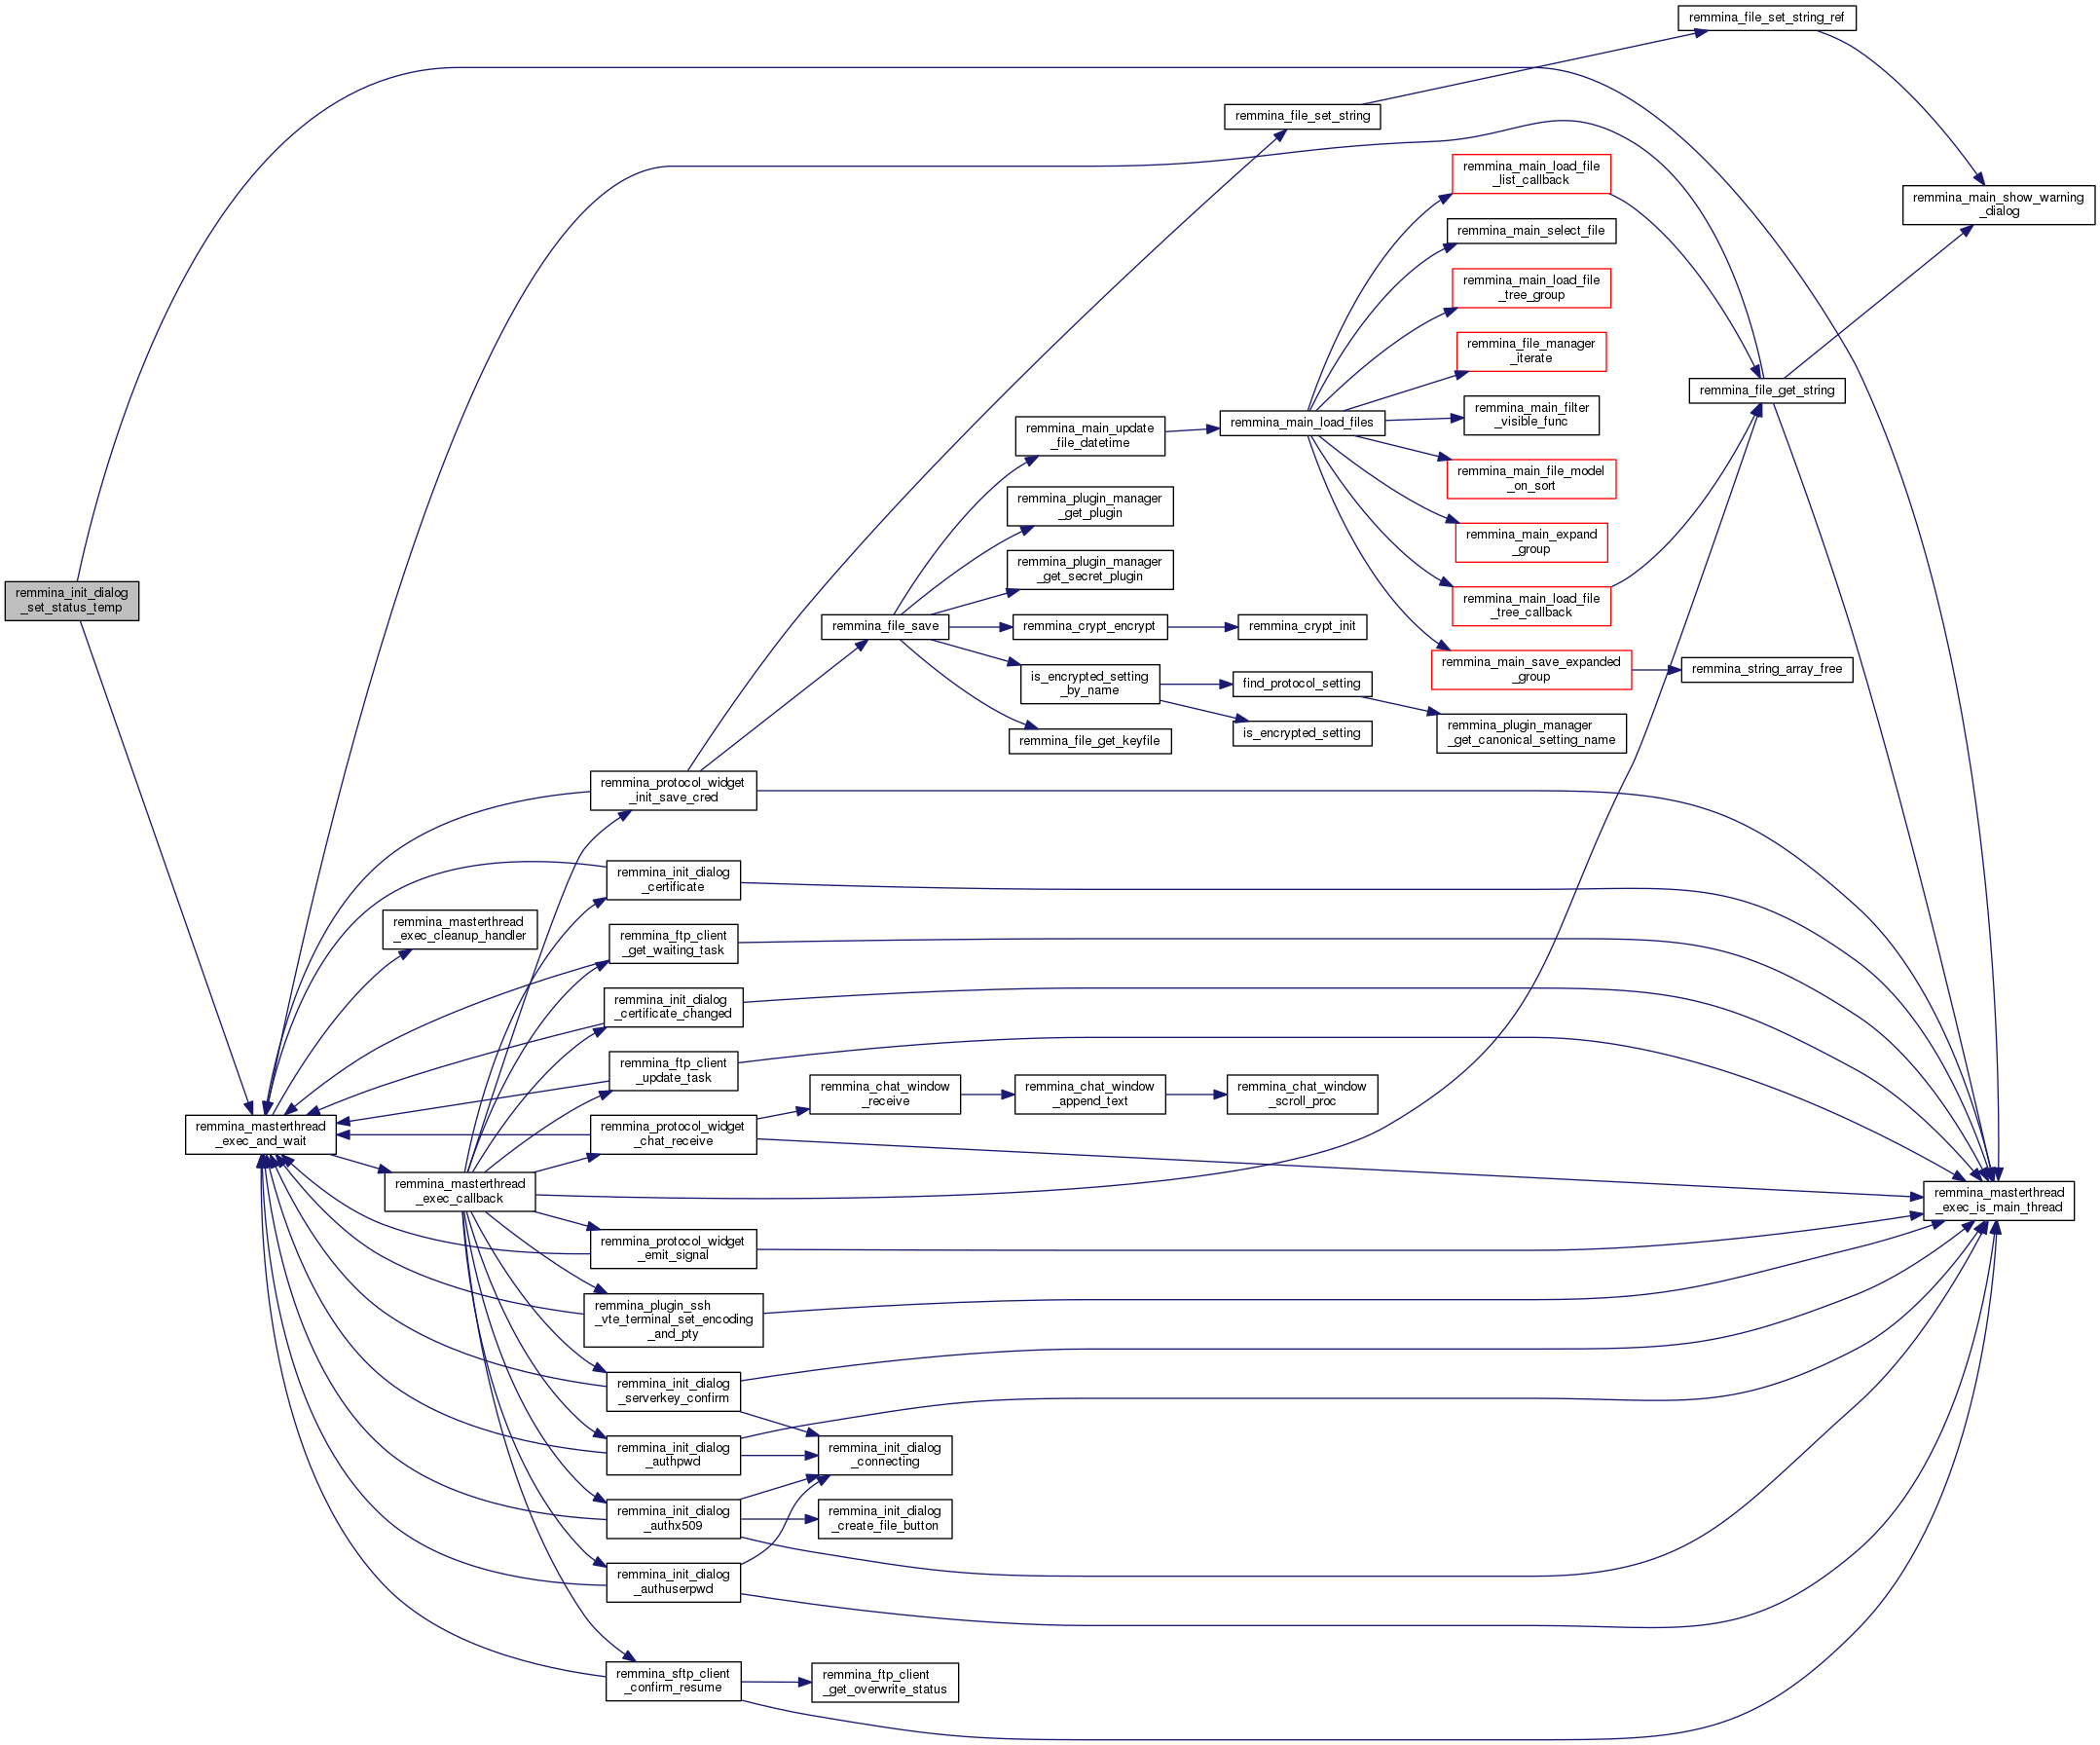 remmina_file_set_string_ref
remmina_file_set_string
remmina_main_load_file
_list_callback
remmina_main_show_warning
_dialog
remmina_main_select_file
remmina_main_load_file
_tree_group
remmina_file_manager
_iterate
remmina_file_get_string
remmina_main_filter
_visible_func
remmina_main_load_files
remmina_main_update
_file_datetime
remmina_main_file_model
_on_sort
remmina_plugin_manager
_get_plugin
remmina_main_expand
_group
remmina_plugin_manager
_get_secret_plugin
remmina_init_dialog
_set_status_temp
remmina_main_load_file
_tree_callback
remmina_file_save
remmina_crypt_encrypt
remmina_crypt_init
remmina_main_save_expanded
_group
remmina_string_array_free
is_encrypted_setting
_by_name
find_protocol_setting
remmina_file_get_keyfile
is_encrypted_setting
remmina_plugin_manager
_get_canonical_setting_name
remmina_protocol_widget
_init_save_cred
remmina_init_dialog
_certificate
remmina_masterthread
_exec_cleanup_handler
remmina_ftp_client
_get_waiting_task
remmina_init_dialog
_certificate_changed
remmina_ftp_client
_update_task
remmina_chat_window
_receive
remmina_chat_window
_append_text
remmina_chat_window
_scroll_proc
remmina_masterthread
_exec_and_wait
remmina_protocol_widget
_chat_receive
remmina_masterthread
_exec_callback
remmina_masterthread
_exec_is_main_thread
remmina_protocol_widget
_emit_signal
remmina_plugin_ssh
_vte_terminal_set_encoding
_and_pty
remmina_init_dialog
_serverkey_confirm
remmina_init_dialog
_authpwd
remmina_init_dialog
_connecting
remmina_init_dialog
_authx509
remmina_init_dialog
_create_file_button
remmina_init_dialog
_authuserpwd
remmina_sftp_client
_confirm_resume
remmina_ftp_client
_get_overwrite_status